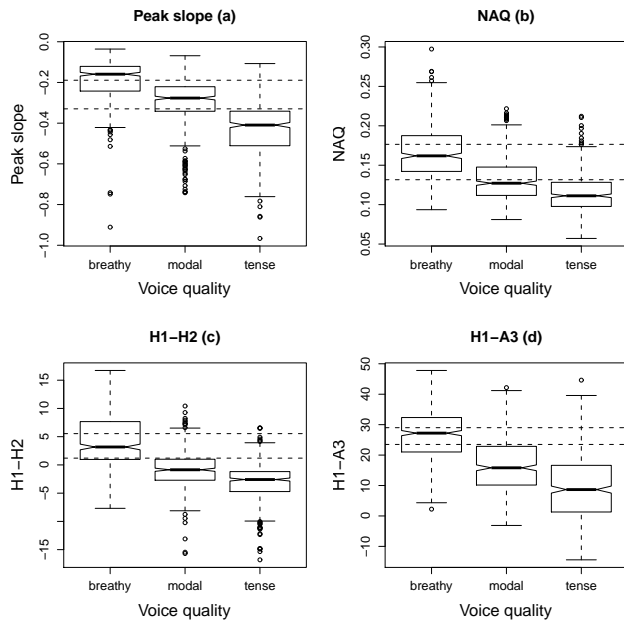 Peak slope (a)
Peak slope
0.0
−0.2
−0.4
−0.6
−0.8
−1.0
breathy modal tense
Voice quality
NAQ (b)
NAQ
0.30
0.25
0.20
0.15
0.10
0.05
breathy modal tense
Voice quality
H1−H2 (c)
H1−H2
15
5
0
−5
−15
breathy modal tense
Voice quality
H1−A3 (d)
H1−A3
50
40
30
20
10
0
−10
breathy modal tense
Voice quality